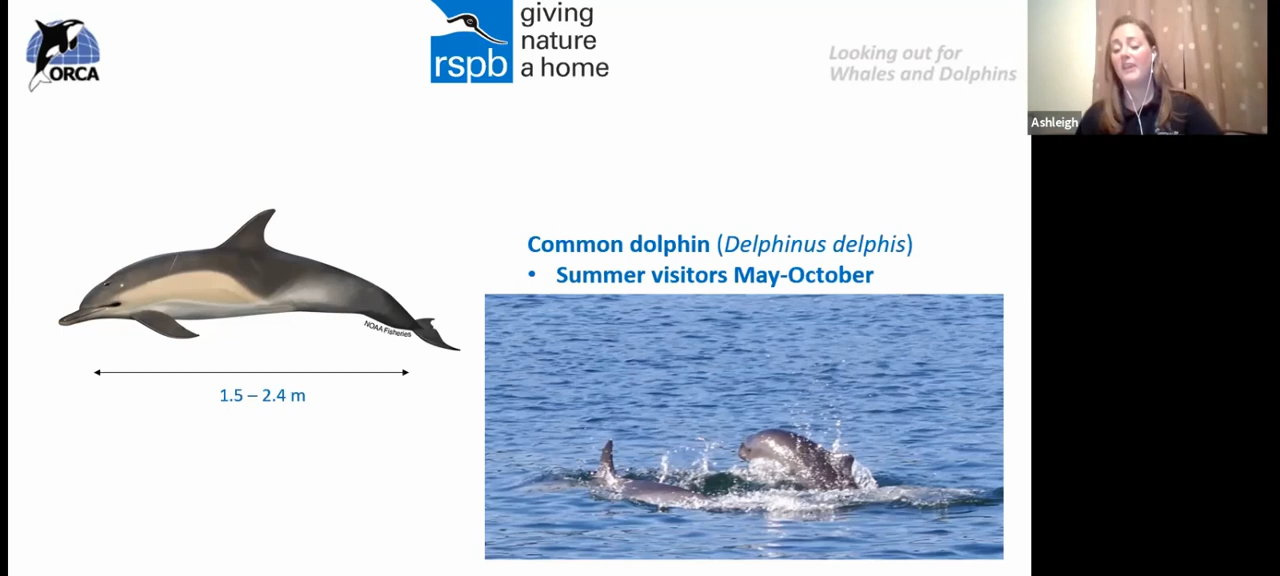 ORCA
giving
nature
a home
rspb
Looking out for
Whales and Dolphins
Ashleigh
Common dolphin (Delphinus delphis)
• Summer visitors May-October
NOAA Fisheries
1.5 – 2.4 m